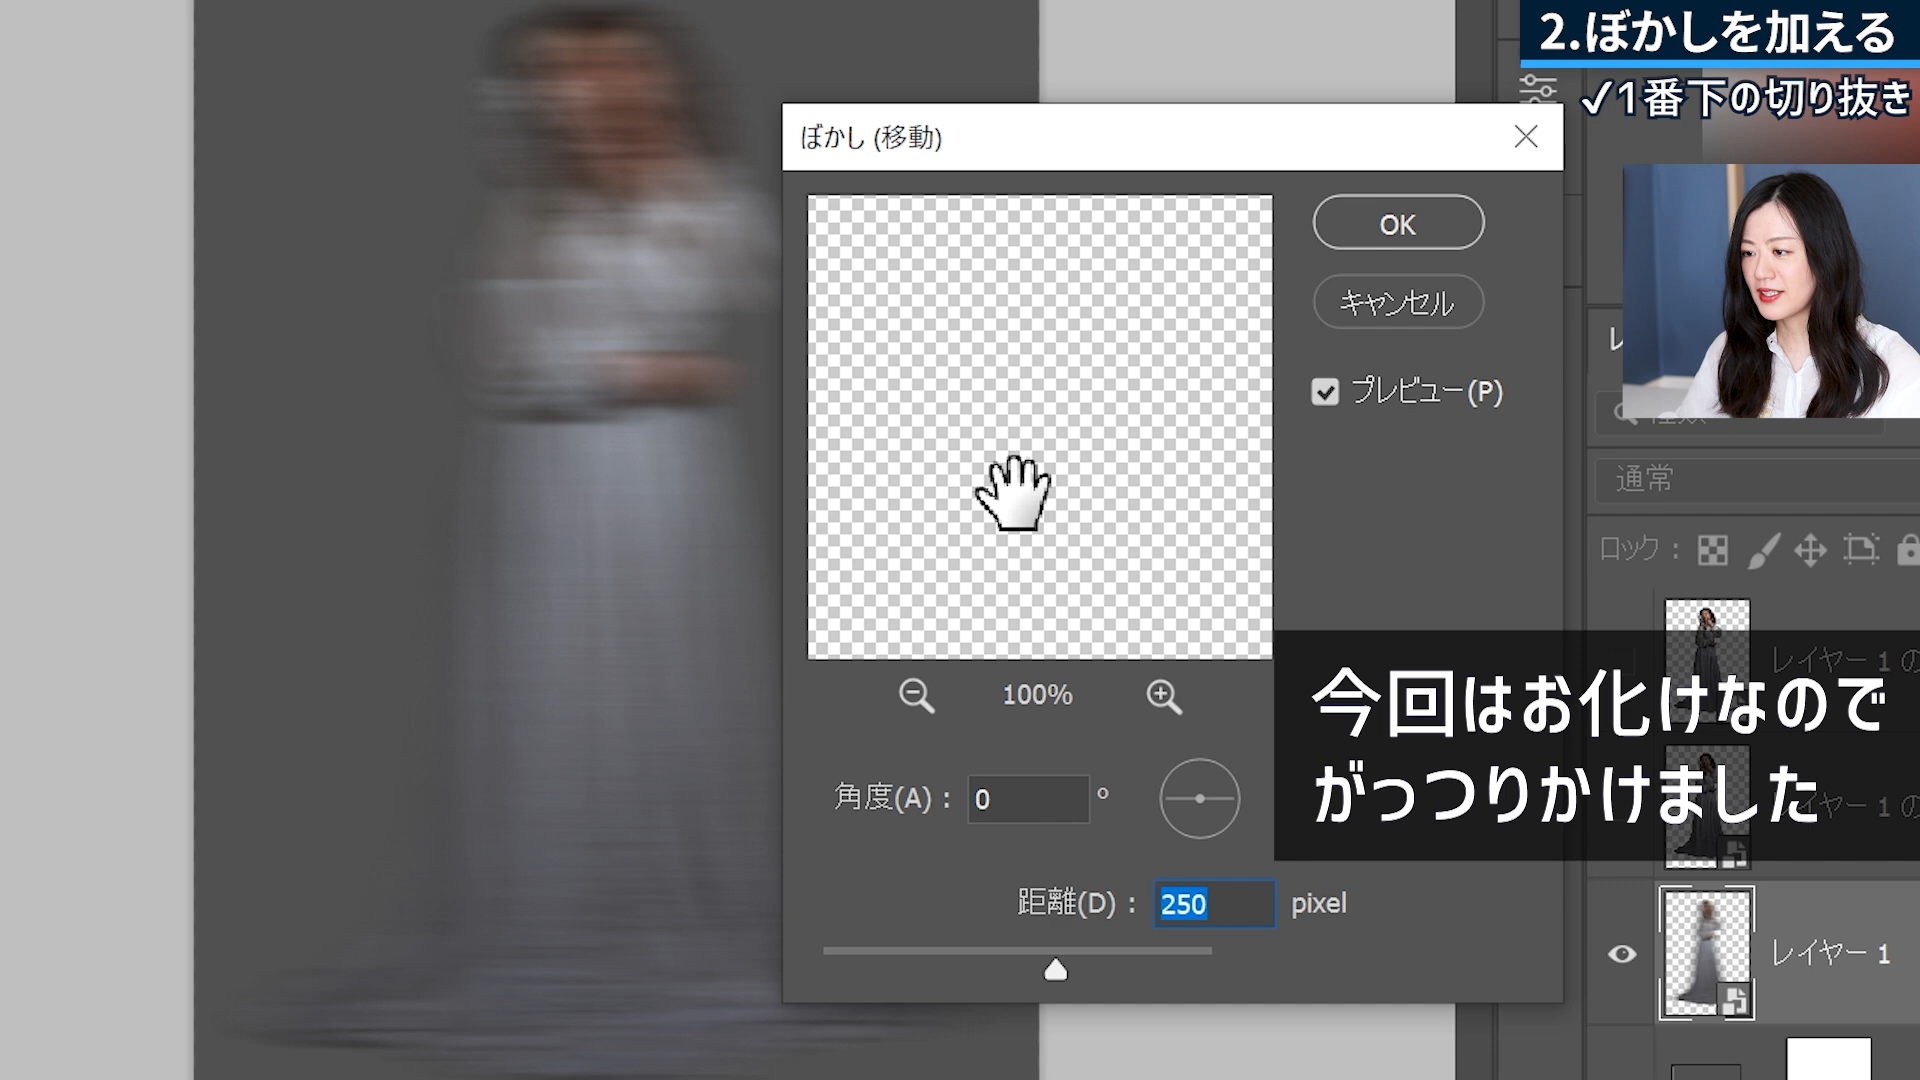 2.ぼかしを加える
✓1番下の切り抜き
ぼかし (移動)
OK
キャンセル
プレビュー(P)
通常
ロック：
100%
レイヤー 1 の
今回はお化けなので
がっつりかけました
角度(A)： 0 °
レイヤー 1 の
距離(D)： 250 pixel
レイヤー 1